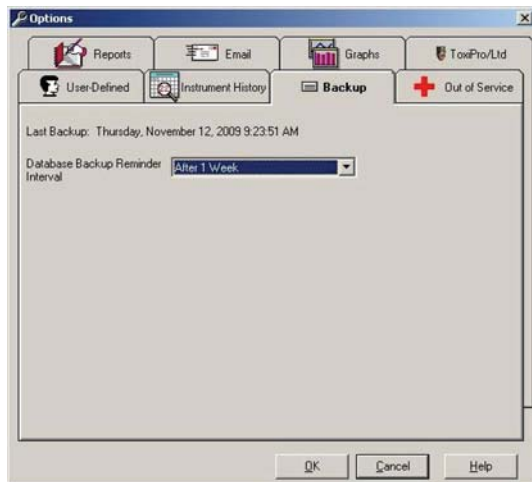 Options
Reports
Email
Graphs
ToxiPro/Ltd
User-Defined
Instrument History
Backup
Out of Service
Last Backup: Thursday, November 12, 2009 9:23:51 AM
Database Backup Reminder
Interval
After 1 Week
OK
Cancel
Help